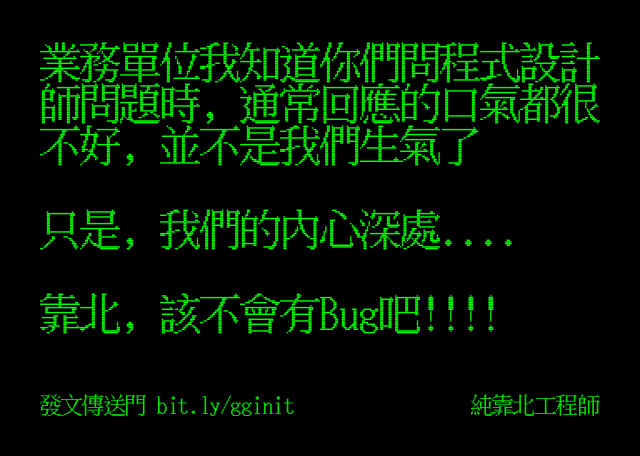 業務單位我知道你們問程式設計
師問題時，通常回應的口氣都很
不好，並不是我們生氣了
只是，我們的內心深處....
靠北，該不會有Bug吧!!!!
發文傳送門 bit.ly/gginit
純靠北工程師